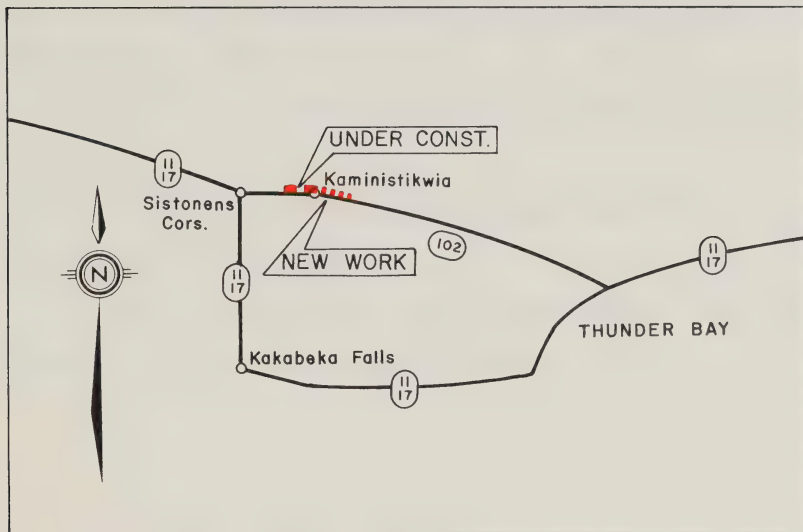 UNDER CONST.
11
17
Kaministikwia
Sistonens
Cors.
102
NEW WORK
11
17
11
17
N
THUNDER BAY
Kakabeka Falls
11
17